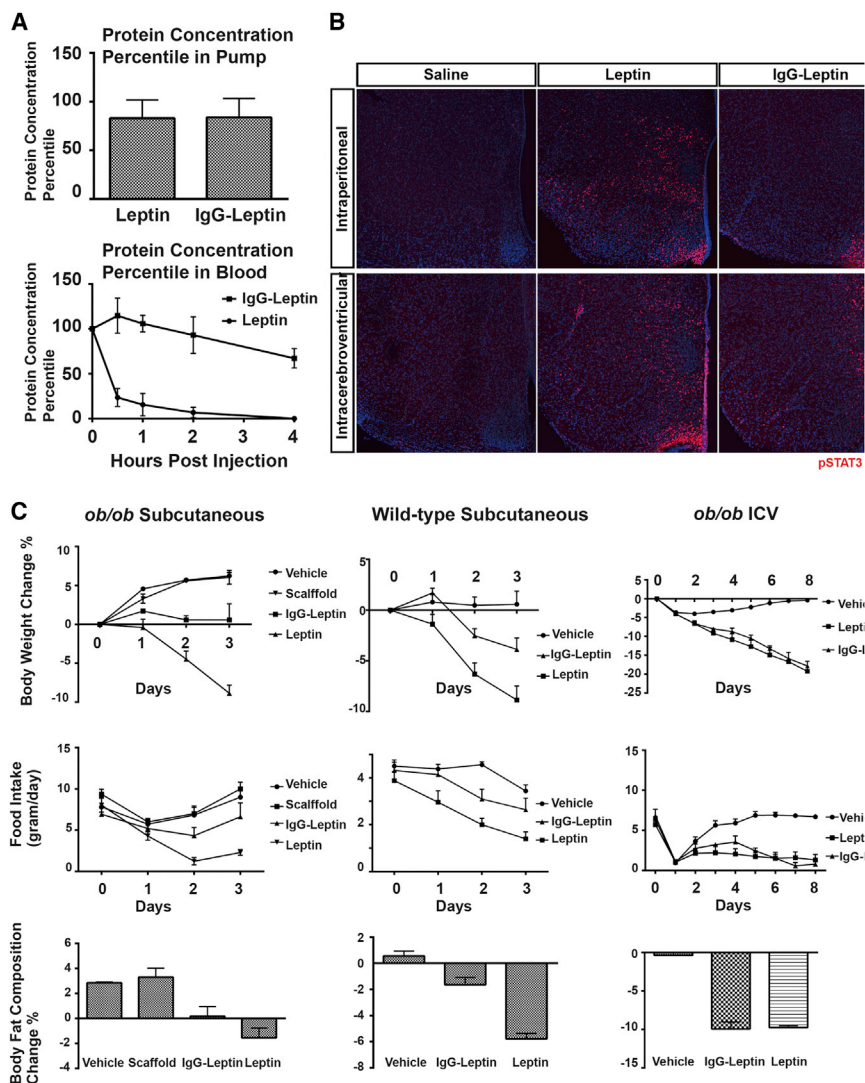 A
Protein Concentration
Percentile in Pump
Protein Concentration
Percentile
150
100
50
0
Leptin
IgG-Leptin
Protein Concentration
Percentile in Blood
Protein Concentration
Percentile
150
100
50
0
IgG-Leptin
Leptin
0 1 2 3 4
Hours Post Injection
B
Saline
Leptin
IgG-Leptin
Intraperitoneal
Intracerebroventricular
pSTAT3
C
ob/ob Subcutaneous
Wild-type Subcutaneous
ob/ob ICV
Body Weight Change %
10
5
0
-5
-10
0 1 2 3
Days
Vehicle
Scaffold
IgG-Leptin
Leptin
5
0
-5
-10
0 1 2 3
Days
Vehicle
IgG-Leptin
Leptin
10
5
0
-5
-10
-15
-20
-25
0 2 4 6 8
Days
Vehi
Lepti
IgG-L
Food Intake
(gram/day)
15
10
5
0
0 1 2 3
Days
Vehicle
Scaffold
IgG-Leptin
Leptin
4
2
0
0 1 2 3
Days
Vehicle
IgG-Leptin
Leptin
15
10
5
0
0 2 4 6 8
Days
Vehi
Lept
IgG-L
Body Fat Composition
Change %
6
4
2
0
-2
-4
Vehicle Scaffold IgG-Leptin Leptin
2
0
-2
-4
-6
-8
Vehicle IgG-Leptin Leptin
0
-5
-10
-15
Vehicle IgG-Leptin Leptin